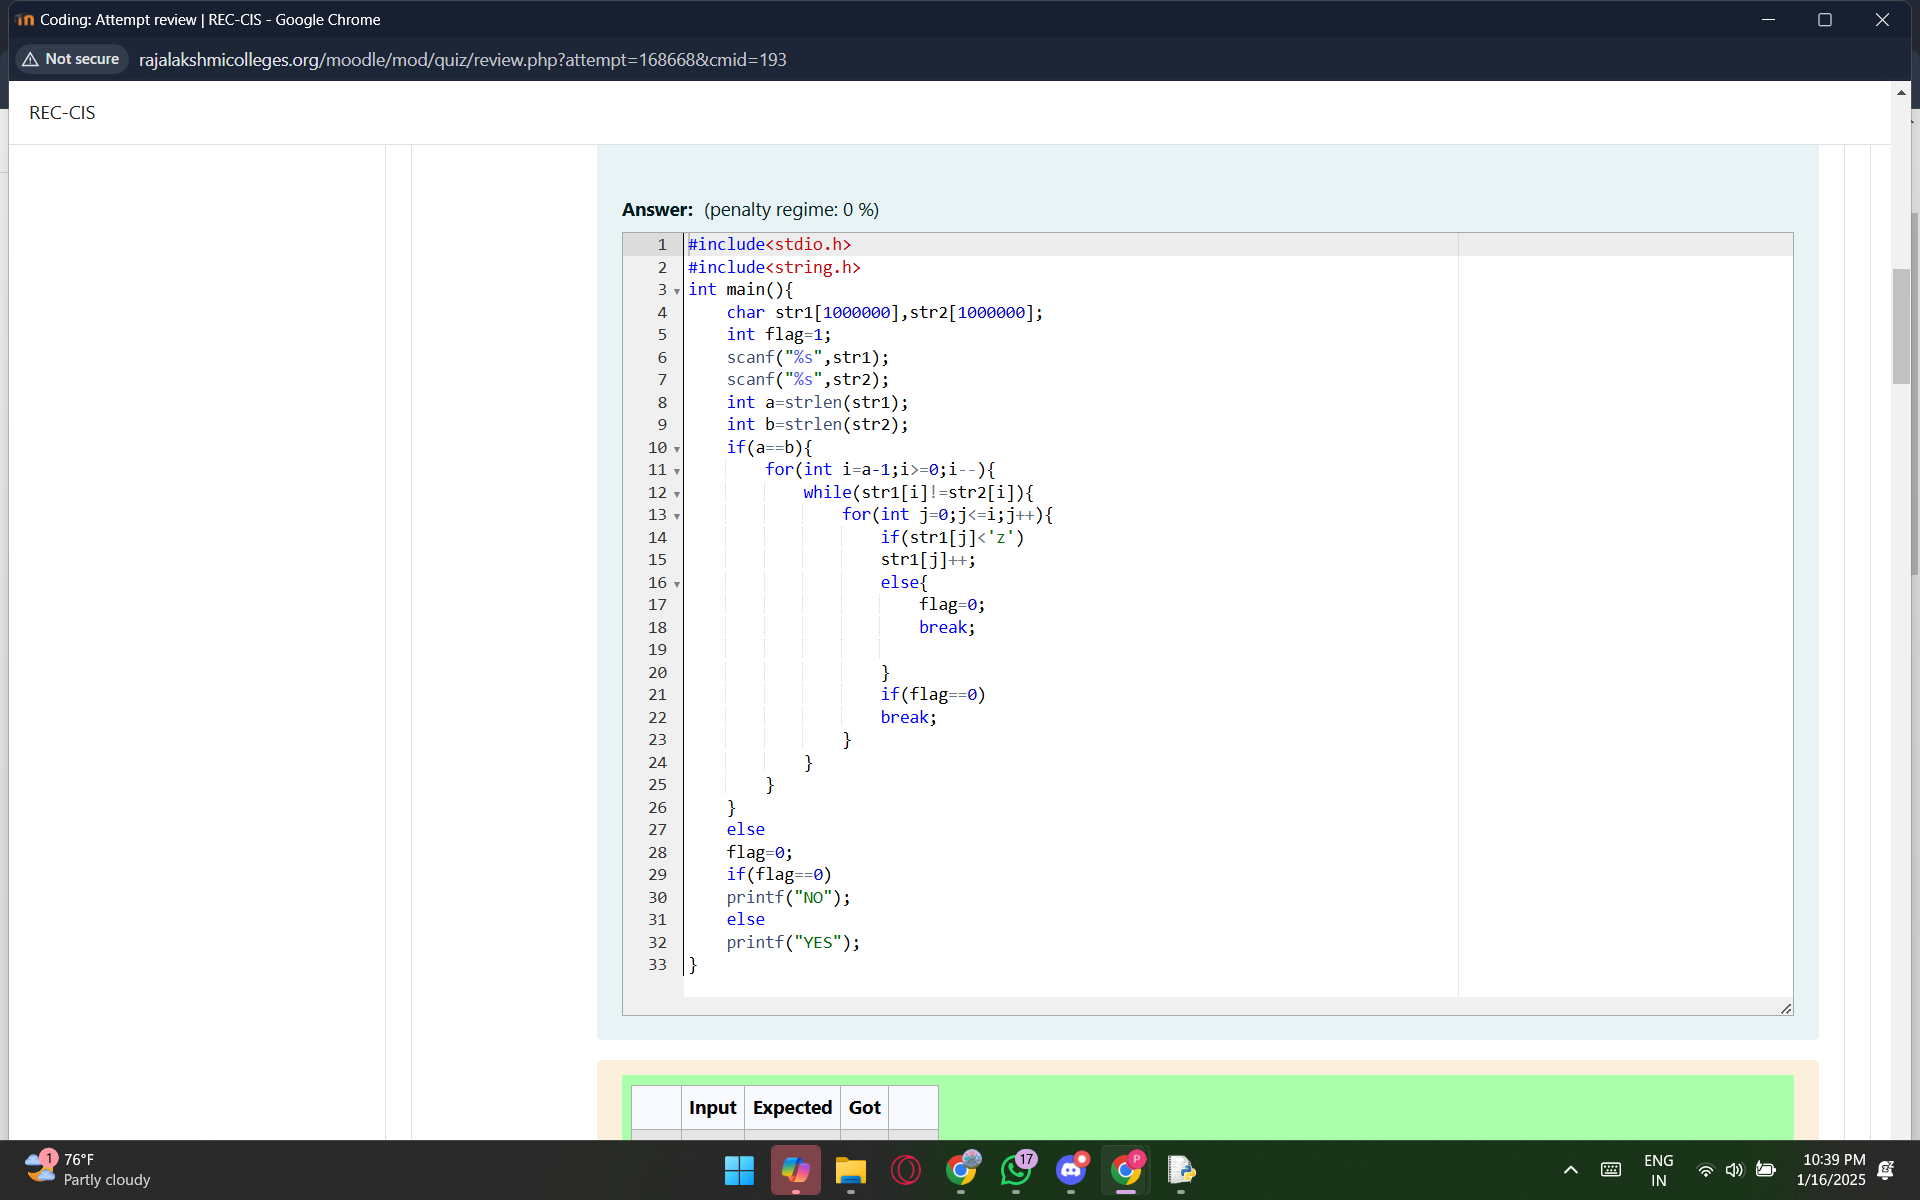 Coding: Attempt review | REC-CIS - Google Chrome
Not secure rajalakshmicolleges.org/moodle/mod/quiz/review.php?attempt=168668&cmid=193
REC-CIS
Answer: (penalty regime: 0 %)
1 #include<stdio.h>
2 #include<string.h>
3 int main(){
4     char str1[1000000],str2[1000000];
5     int flag=1;
6     scanf("%s",str1);
7     scanf("%s",str2);
8     int a=strlen(str1);
9     int b=strlen(str2);
10     if(a==b){
11         for(int i=a-1;i>=0;i--){
12             while(str1[i]!=str2[i]){
13                 for(int j=0;j<=i;j++){
14                     if(str1[j]<'z')
15                     str1[j]++;
16                     else{
17                         flag=0;
18                         break;
19
20                     }
21                     if(flag==0)
22                     break;
23                 }
24             }
25         }
26     }
27     else
28     flag=0;
29     if(flag==0)
30     printf("NO");
31     else
32     printf("YES");
33 }
Input Expected Got
1 76°F
Partly cloudy
17
P
ENG
IN
10:39 PM
1/16/2025